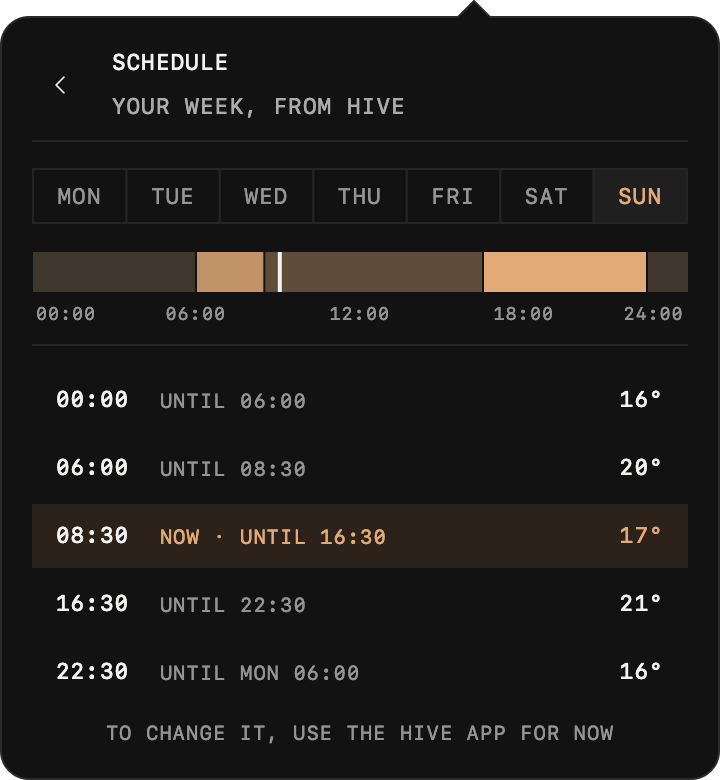 SCHEDULE
YOUR WEEK, FROM HIVE
MON TUE WED THU FRI SAT SUN
00:00 06:00 12:00 18:00 24:00
00:00 UNTIL 06:00 16°
06:00 UNTIL 08:30 20°
08:30 NOW · UNTIL 16:30 17°
16:30 UNTIL 22:30 21°
22:30 UNTIL MON 06:00 16°
TO CHANGE IT, USE THE HIVE APP FOR NOW